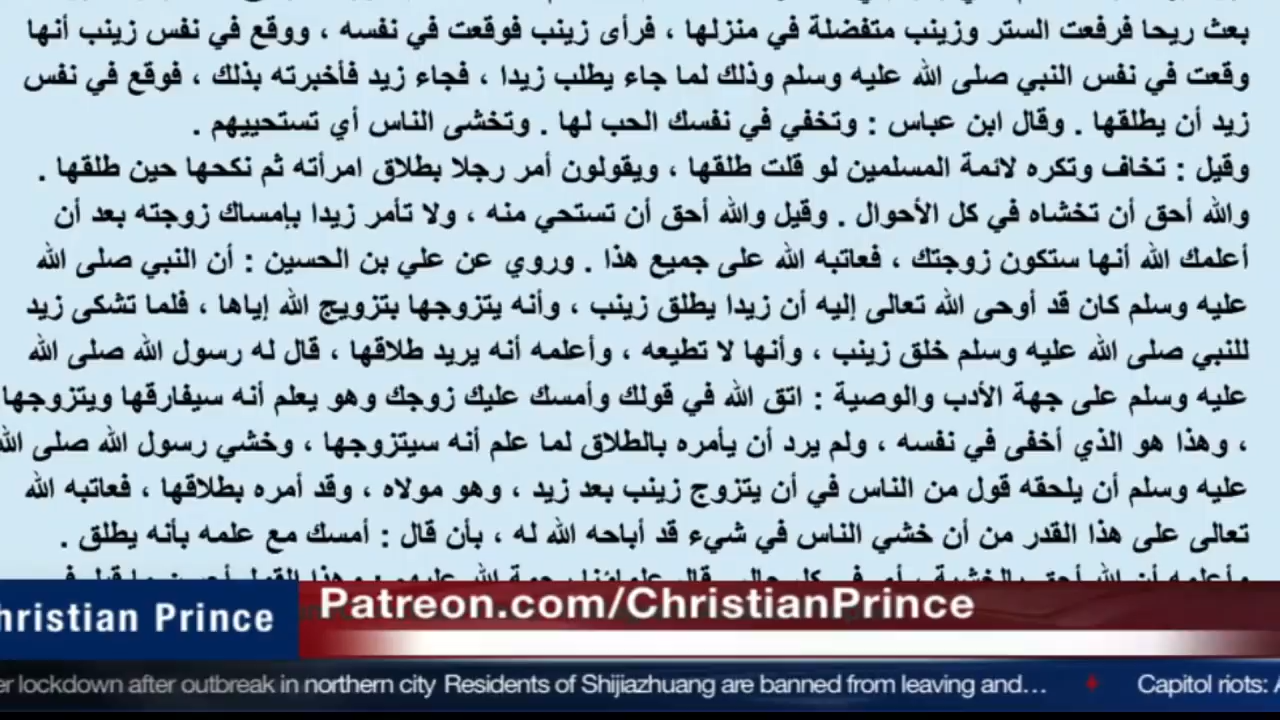 بعث ريحا فرفعت الستر وزينب متفضلة في منزلها ، فرأى زينب فوقعت في نفسه ، ووقع في نفس زينب أنها
وقعت في نفس النبي صلى الله عليه وسلم وذلك لما جاء يطلب زيدا ، فجاء زيد فأخبرته بذلك ، فوقع في نفس
زيد أن يطلقها . وقال ابن عباس : وتخفي في نفسك الحب لها . وتخشى الناس أي تستحييهم .
وقيل : تخاف وتكره لائمة المسلمين لو قلت طلقها ، ويقولون أمر رجلا بطلاق امرأته ثم نكحها حين طلقها .
والله أحق أن تخشاه في كل الأحوال . وقيل والله أحق أن تستحي منه ، ولا تأمر زيدا بإمساك زوجته بعد أن
أعلمك الله أنها ستكون زوجتك ، فعاتبه الله على جميع هذا . وروي عن علي بن الحسين : أن النبي صلى الله
عليه وسلم كان قد أوحى الله تعالى إليه أن زيدا يطلق زينب ، وأنه يتزوجها بتزويج الله إياها ، فلما تشكى زيد
للنبي صلى الله عليه وسلم خلق زينب ، وأنها لا تطيعه ، وأعلمه أنه يريد طلاقها ، قال له رسول الله صلى الله
عليه وسلم على جهة الأدب والوصية : اتق الله في قولك وأمسك عليك زوجك وهو يعلم أنه سيفارقها ويتزوجها
، وهذا هو الذي أخفى في نفسه ، ولم يرد أن يأمره بالطلاق لما علم أنه سيتزوجها ، وخشي رسول الله صلى الله
عليه وسلم أن يلحقه قول من الناس في أن يتزوج زينب بعد زيد ، وهو مولاه ، وقد أمره بطلاقها ، فعاتبه الله
تعالى على هذا القدر من أن خشي الناس في شيء قد أباحه الله له ، بأن قال : أمسك مع علمه بأنه يطلق .
hristian Prince
Patreon.com/ChristianPrince
er lockdown after outbreak in northern city Residents of Shijiazhuang are banned from leaving and... Capitol riots: A